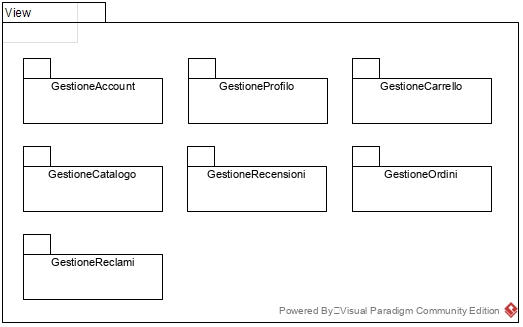 View
GestioneAccount
GestioneProfilo
GestioneCarrello
GestioneCatalogo
GestioneRecensioni
GestioneOrdini
GestioneReclami
Powered By Visual Paradigm Community Edition